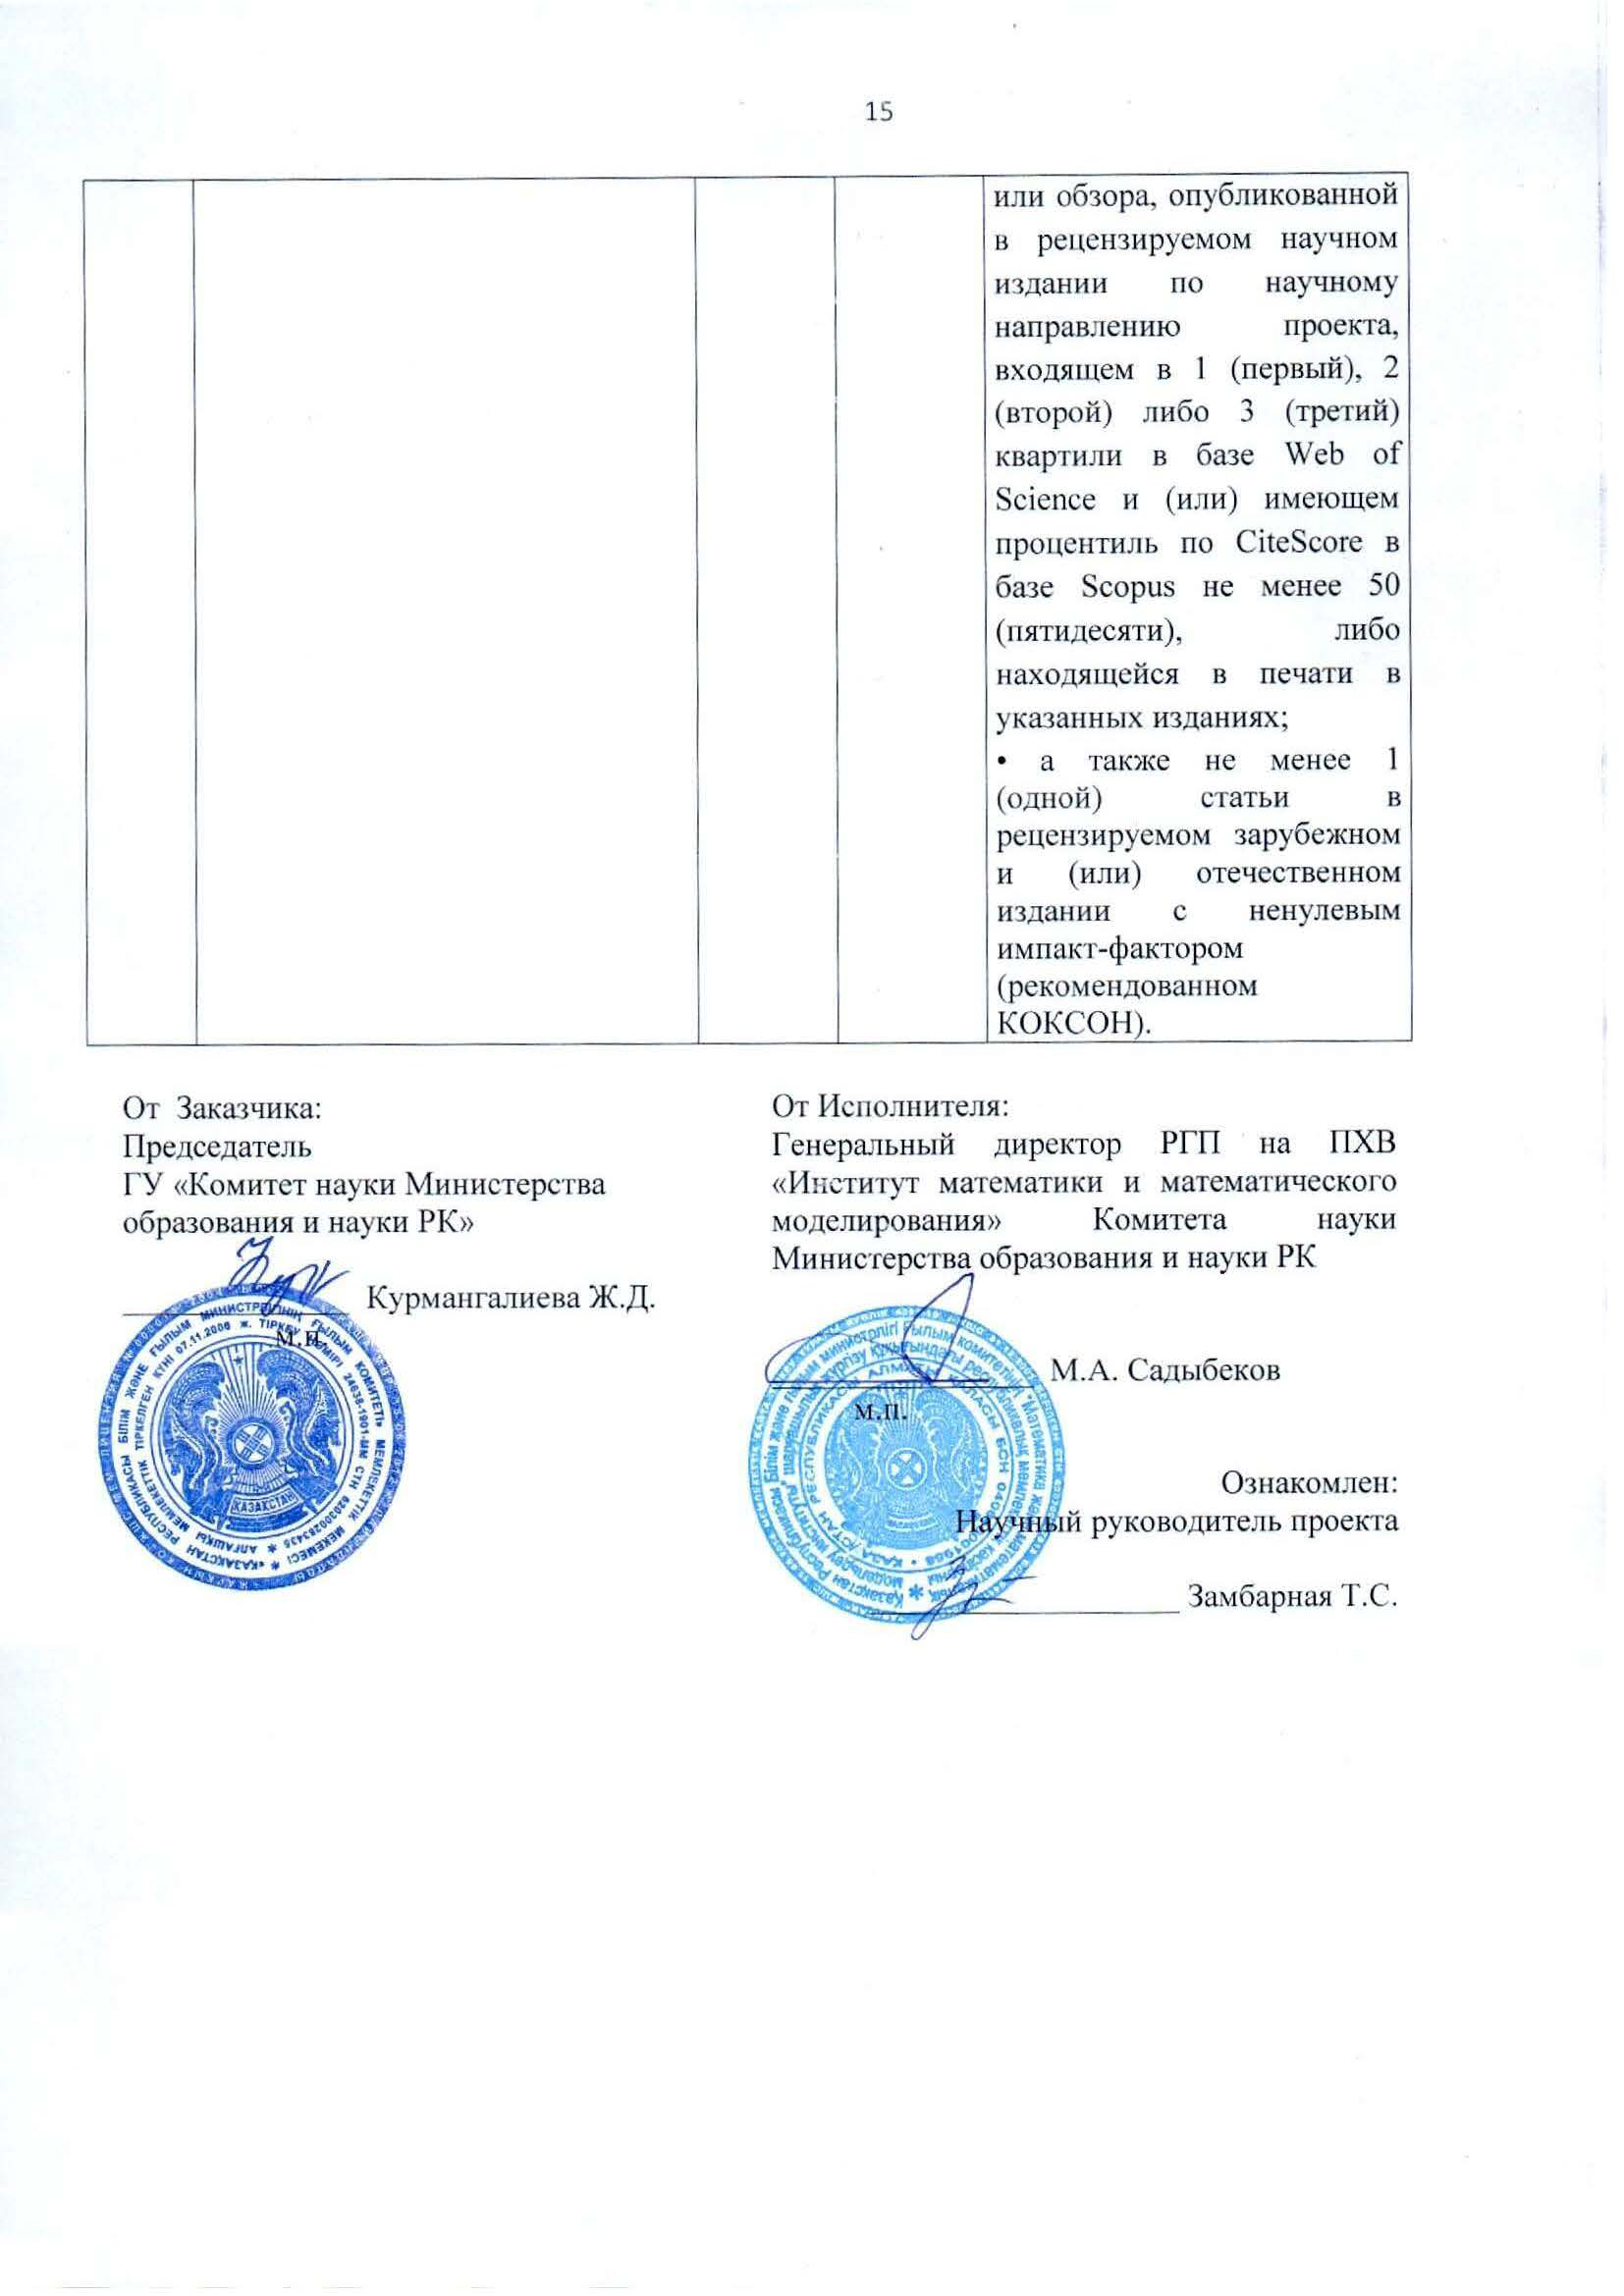 15
или обзора, опубликованной
в рецензируемом научном
издании по научному
направлению проекта,
входящем в 1 (первый), 2
(второй) либо 3 (третий)
квартили в базе Web of
Science и (или) имеющем
процентиль по CiteScore в
базе Scopus не менее 50
(пятидесяти), либо
находящейся в печати в
указанных изданиях;
• а также не менее 1
(одной) статьи в
рецензируемом зарубежном
и (или) отечественном
издании с ненулевым
импакт-фактором
(рекомендованном
КОКСОН).
От Заказчика:
Председатель
ГУ «Комитет науки Министерства
образования и науки РК»
Курмангалиева Ж.Д.
м.п.
ҚАЗАҚСТАН
От Исполнителя:
Генеральный директор РГП на ПХВ
«Институт математики и математического
моделирования» Комитета науки
Министерства образования и науки РК
М.А. Садыбеков
м.п.
Ознакомлен:
Научный руководитель проекта
Замбарная Т.С.